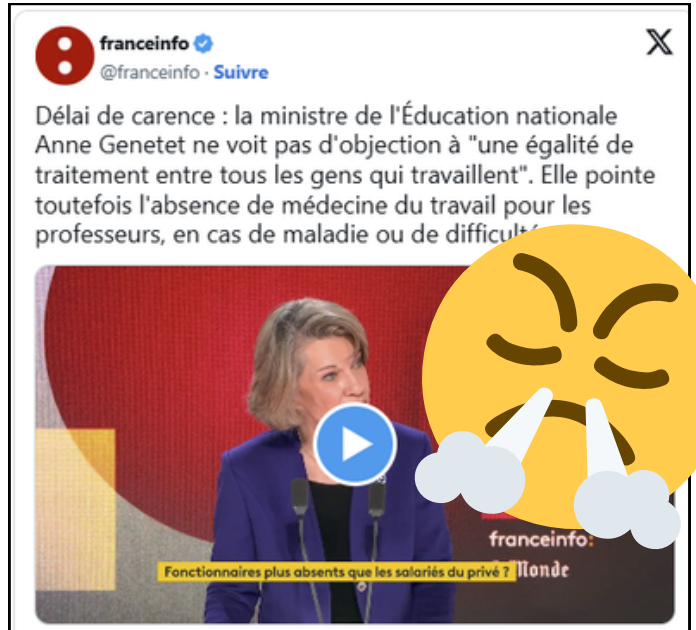 franceinfo
@franceinfo · Suivre
Délai de carence : la ministre de l'Éducation nationale
Anne Genetet ne voit pas d'objection à "une égalité de
traitement entre tous les gens qui travaillent". Elle pointe
toutefois l'absence de médecine du travail pour les
professeurs, en cas de maladie ou de
franceinfo:
Fonctionnaires plus absents que les salariés du privé ?
Monde